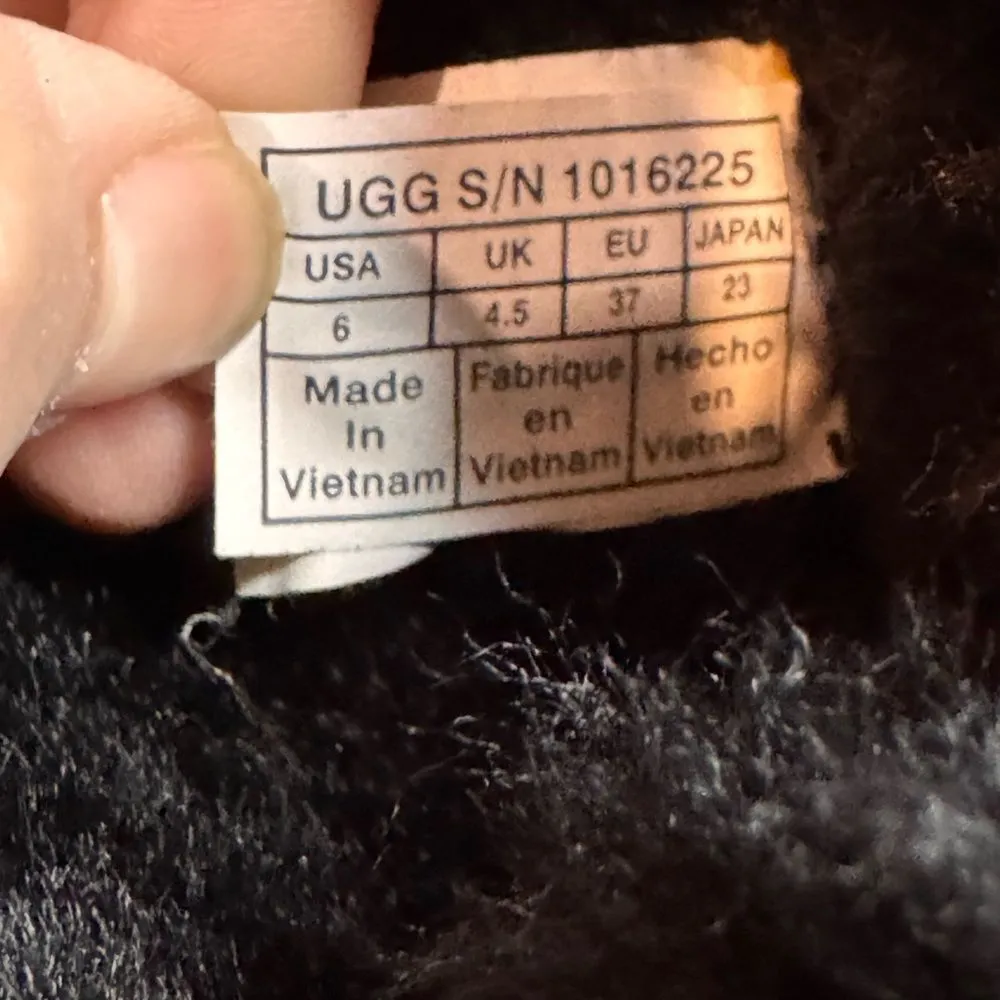 UGG S/N 1016225
USA UK EU JAPAN
6 4.5 37 23
Made
In
Vietnam
Fabrique
en
Vietnam
Hecho
en
Vietnam